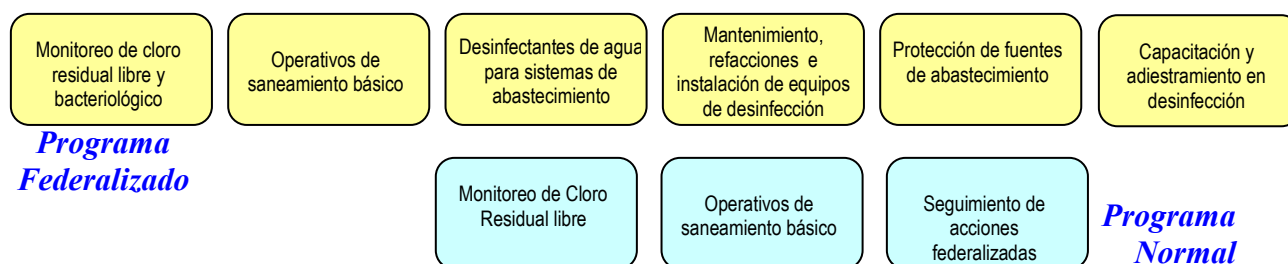 Monitoreo de cloro
residual libre y
bacteriológico
Operativos de
saneamiento básico
Desinfectantes de agua
para sistemas de
abastecimiento
Mantenimiento,
refacciones e
instalación de equipos
de desinfección
Protección de fuentes
de abastecimiento
Capacitación y
adiestramiento en
desinfección
Programa
Federalizado
Monitoreo de Cloro
Residual libre
Operativos de
saneamiento básico
Seguimiento de
acciones
federalizadas
Programa
Normal